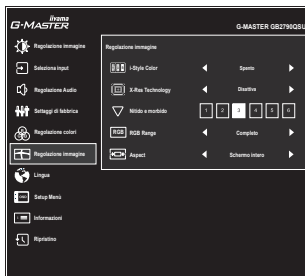 iiyama
G-MASTER
G-MASTER GB2790QSU
Regolazione immagine
Seleziona input
Regolazione Audio
Settaggi di fabbrica
Regolazione colori
Regolazione immagine
Lingua
Setup Menù
Informazioni
Ripristino
Regolazione immagine
i-Style Color
Spento
X-Res Technology
Disattiva
Nitido e morbido
1 2 3 4 5 6
RGB
RGB Range
Completo
Aspect
Schermo intero